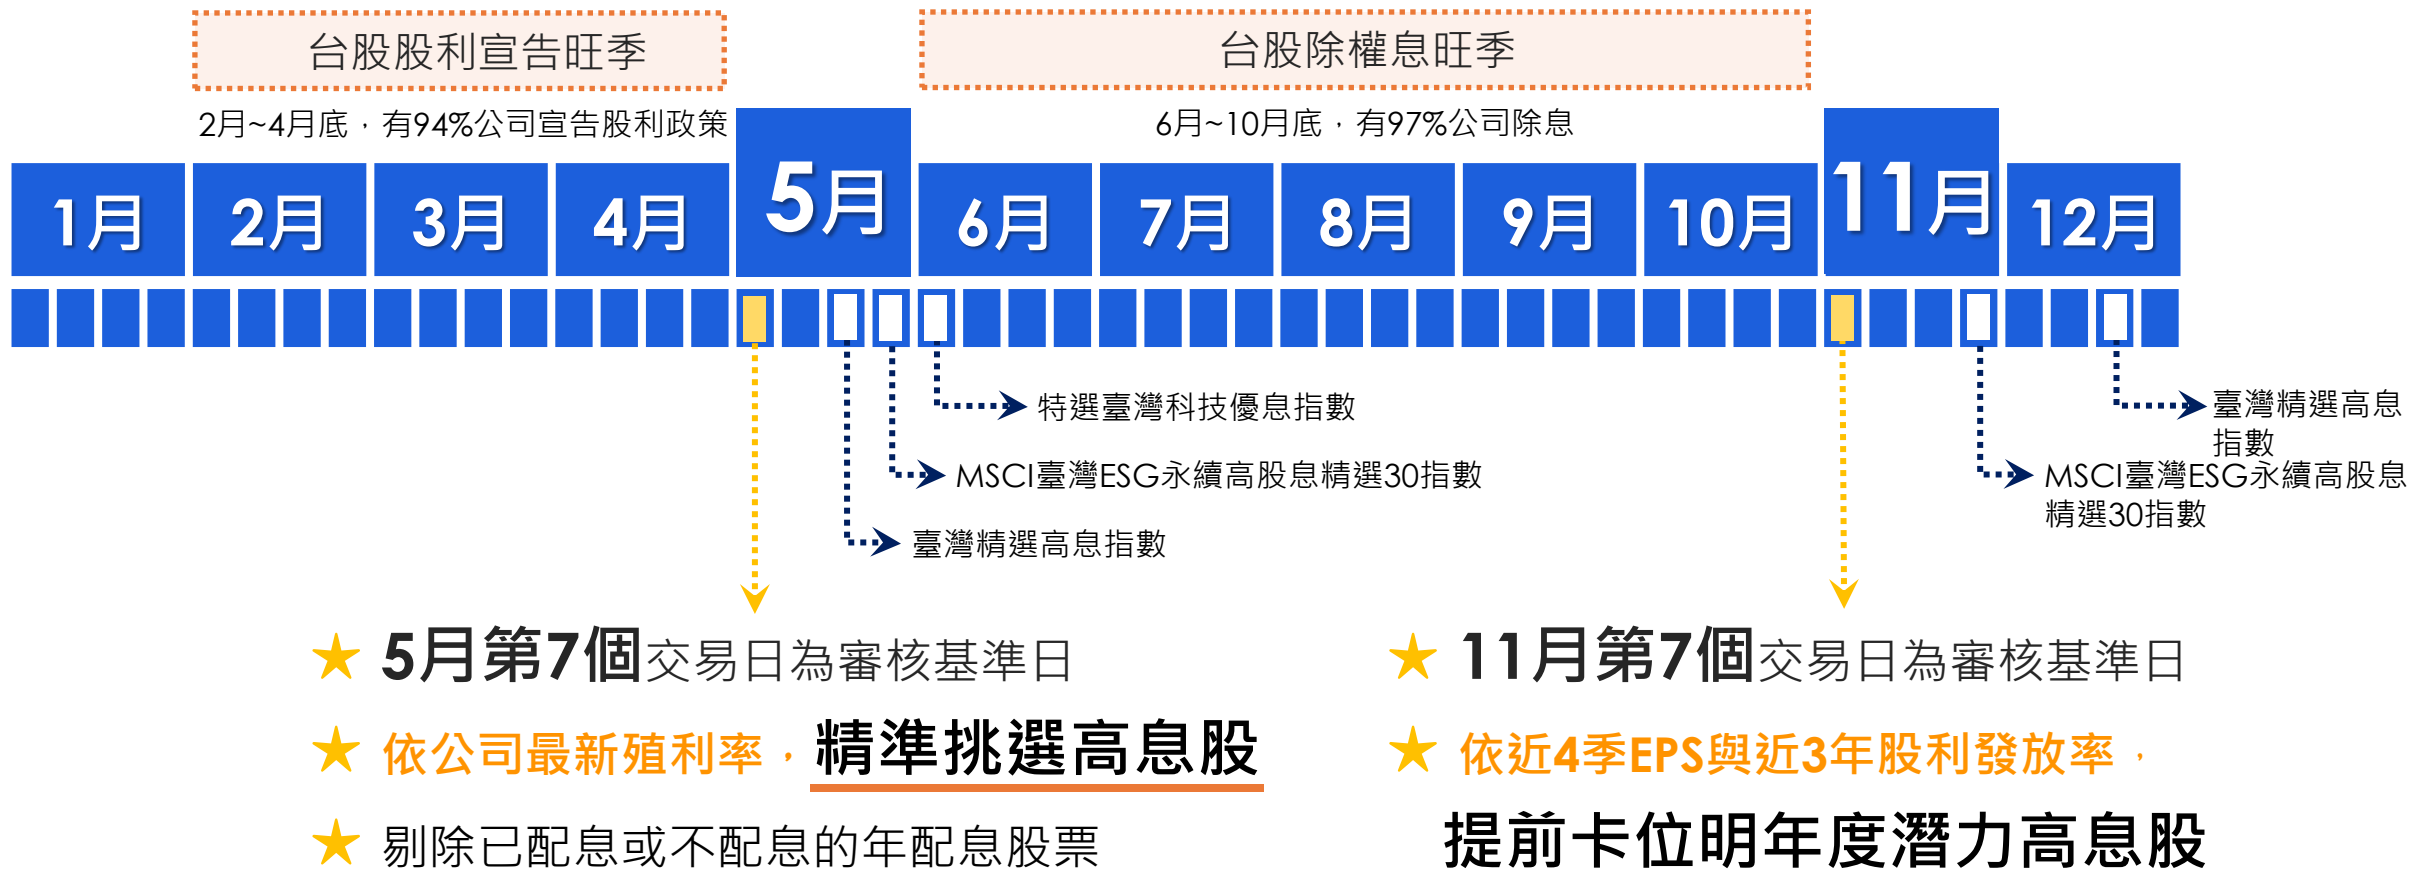 台股股利宣告旺季
台股除權息旺季
2月~4月底，有94%公司宣告股利政策
6月~10月底，有97%公司除息
1月
2月
3月
4月
5月
6月
7月
8月
9月
10月
11月
12月
特選臺灣科技優息指數
MSCI臺灣ESG永續高股息精選30指數
臺灣精選高息指數
臺灣精選高息
指數
MSCI臺灣ESG永續高股息
精選30指數
5月第7個交易日為審核基準日
依公司最新殖利率，精準挑選高息股
剔除已配息或不配息的年配息股票
11月第7個交易日為審核基準日
依近4季EPS與近3年股利發放率，
提前卡位明年度潛力高息股